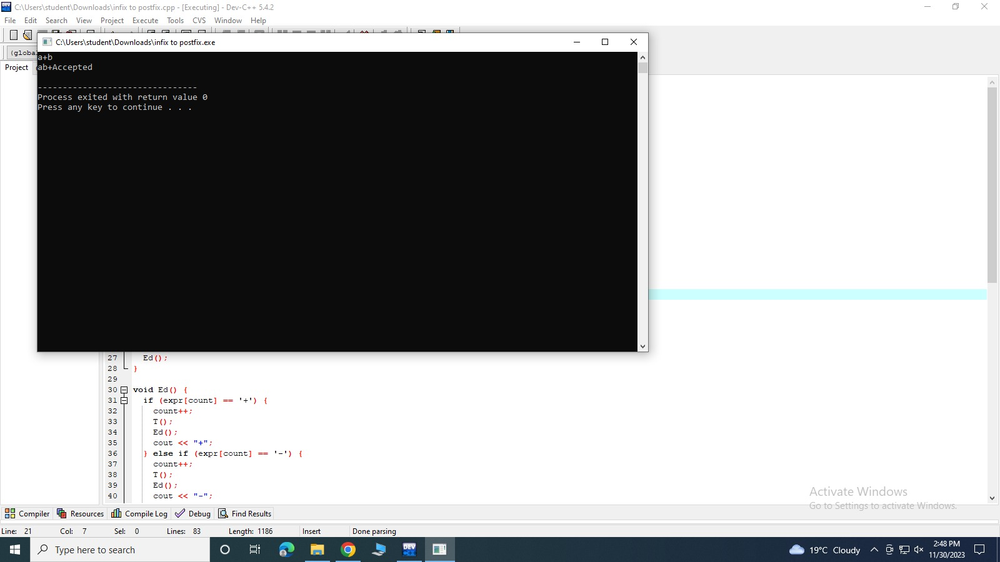 C:\Users\student\Downloads\infix to postfix.cpp - [Executing] - Dev-C++ 5.4.2
File Edit Search View Project Execute Tools CVS Window Help
C:\Users\student\Downloads\infix to postfix.exe
(globa
Project
a+b
ab+Accepted
--------------------------------
Process exited with return value 0
Press any key to continue . . .
27 Ed();
28 }
29
30 void Ed() {
31 if (expr[count] == '+') {
32 count++;
33 T();
34 Ed();
35 cout << "+";
36 } else if (expr[count] == '-') {
37 count++;
38 T();
39 Ed();
40 cout << "-";
Activate Windows
Go to Settings to activate Windows.
Compiler Resources Compile Log Debug Find Results
Line: 21 Col: 7 Sel: 0 Lines: 83 Length: 1186 Insert Done parsing
Type here to search
DEV
19°C Cloudy
2:48 PM
11/30/2023